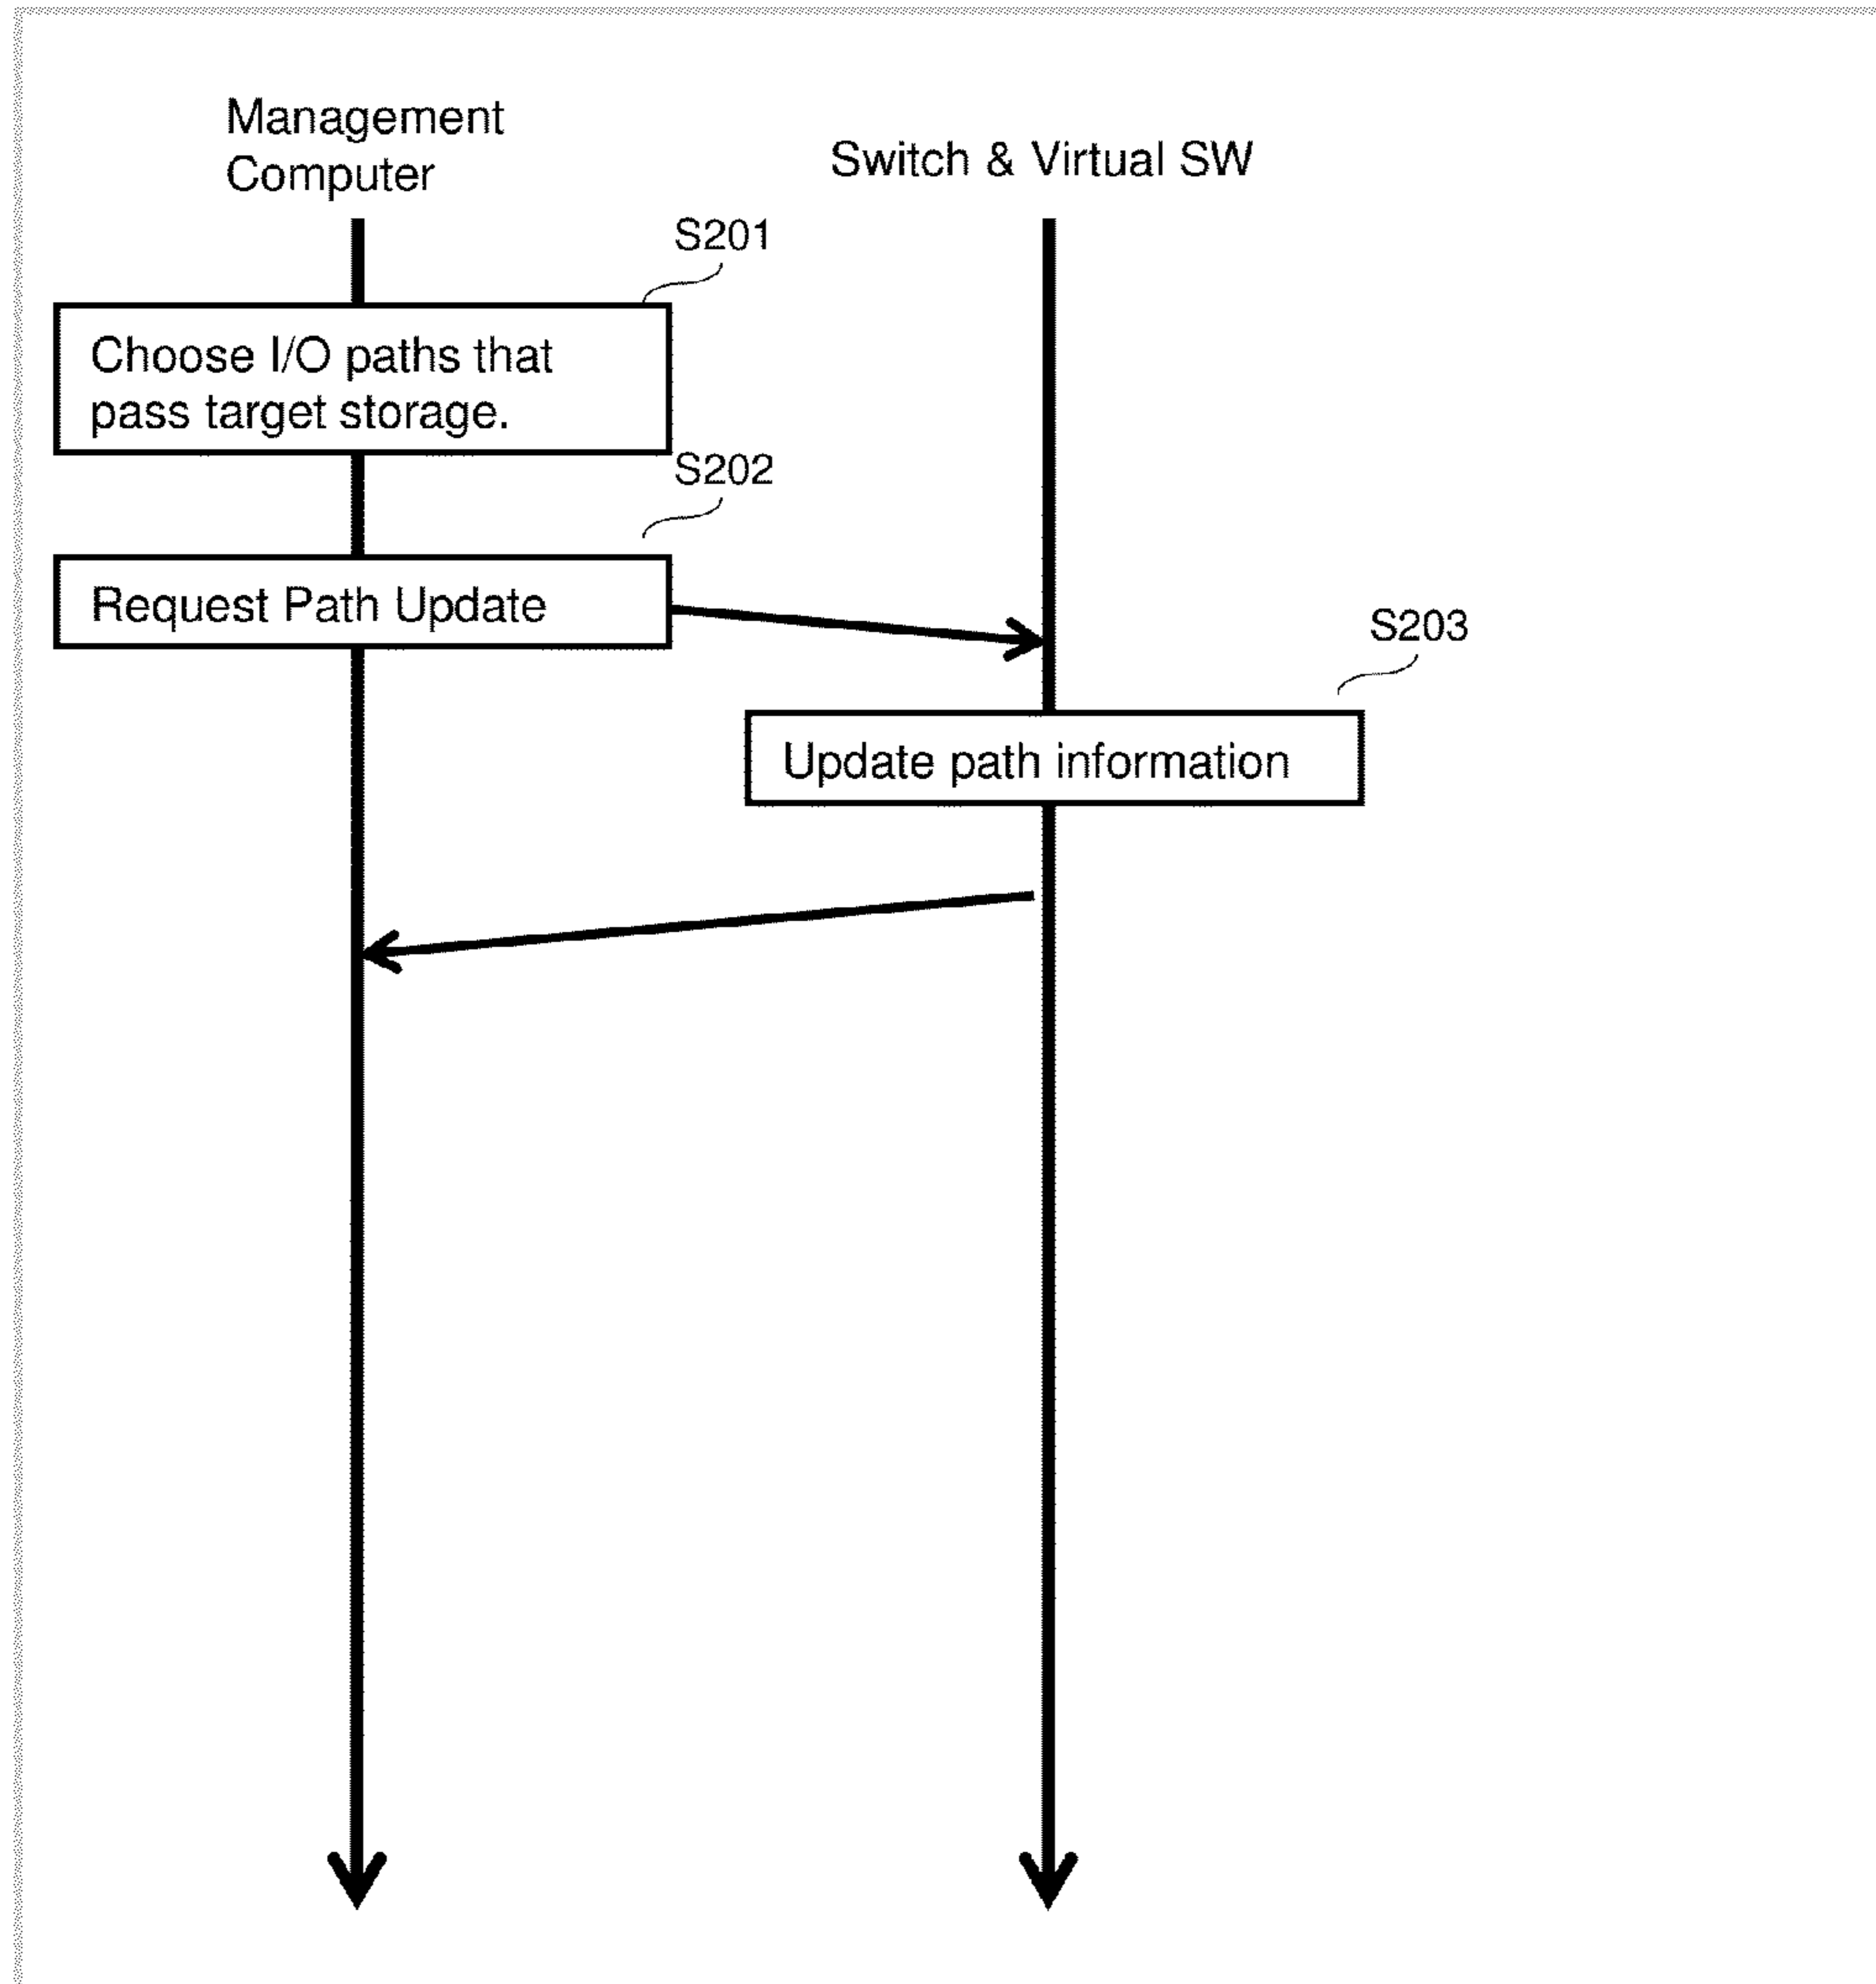 Management
Computer
Switch & Virtual SW
S201
Choose I/O paths that
pass target storage.
S202
Request Path Update
S203
Update path information